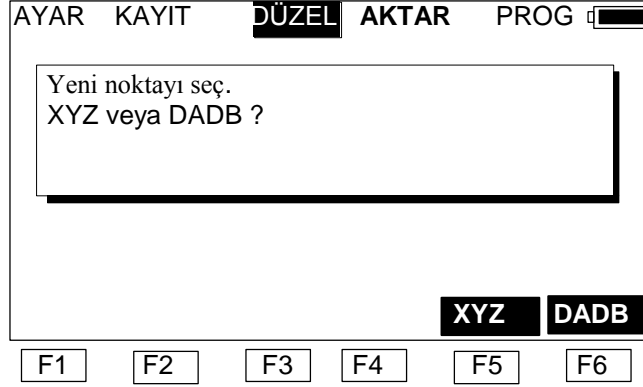 AYAR KAYIT DÜZEL AKTAR PROG
Yeni noktayı seç.
XYZ veya DADB ?
XYZ DADB
F1 F2 F3 F4 F5 F6